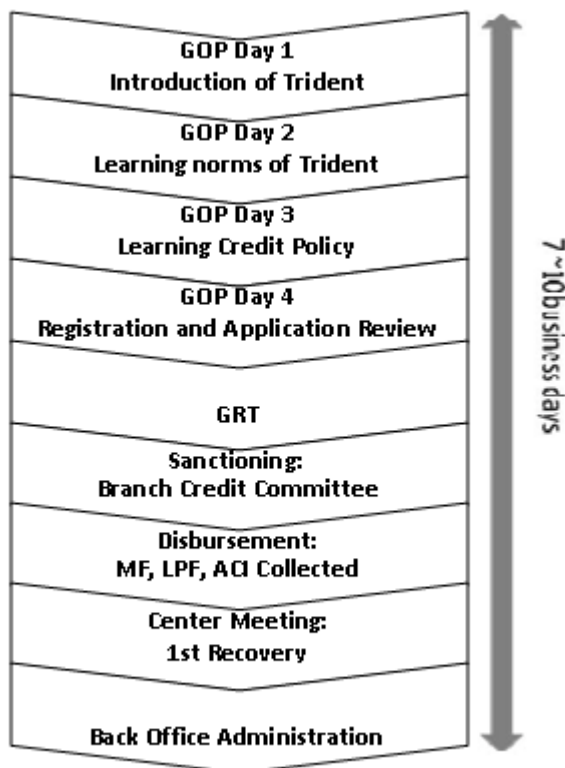 GOP Day 1
Introduction of Trident
GOP Day 2
Learning norms of Trident
GOP Day 3
Learning Credit Policy
GOP Day 4
Registration and Application Review
GRT
Sanctioning:
Branch Credit Committee
Disbursement:
MF, LPF, ACI Collected
Center Meeting:
1st Recovery
Back Office Administration
7~10business days